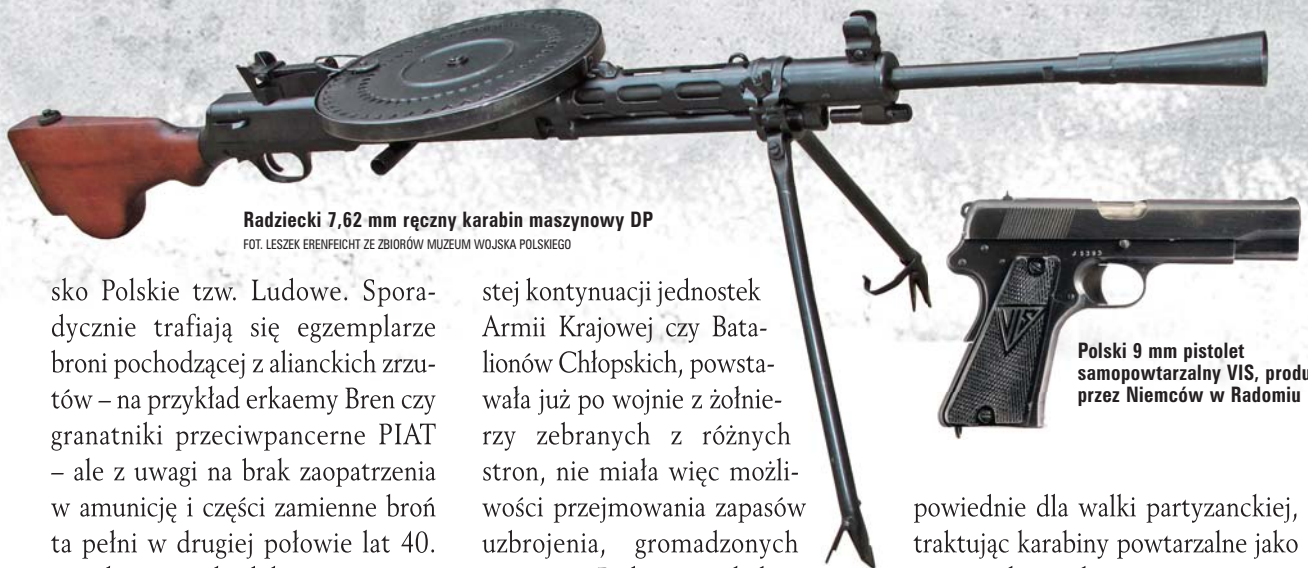 Radziecki 7,62 mm ręczny karabin maszynowy DP
FOT. LESZEK ERENFEICHT ZE ZBIORÓW MUZEUM WOJSKA POLSKIEGO
sko Polskie tzw. Ludowe. Spora-
dycznie trafiają się egzemplarze
broni pochodzącej z alianckich zrzu-
tów – na przykład erkaemy Bren czy
granatniki przeciwpancerne PIAT
– ale z uwagi na brak zaopatrzenia
w amunicję i części zamienne broń
ta pełni w drugiej połowie lat 40.
stej kontynuacji jednostek
Armii Krajowej czy Bata-
lionów Chłopskich, powsta-
wała już po wojnie z żołnie-
rzy zebranych z różnych
stron, nie miała więc możli-
wości przejmowania zapasów
uzbrojenia, gromadzonych
J 5393
VIS
Polski 9 mm pistolet
samopowtarzalny VIS,
przez Niemców w Radomiu
powiednie dla walki partyzanckiej,
traktując karabiny powtarzalne jako